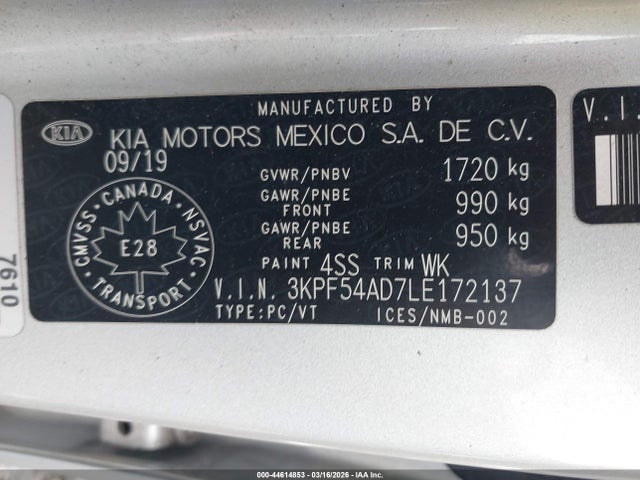 MANUFACTURED BY
KIA KIA MOTORS MEXICO S.A. DE C.V.
09/19
GVWR/PNBV 1720 kg
GAWR/PNBE FRONT 990 kg
GAWR/PNBE REAR 950 kg
CANADA
CMVSS NSVAC
E28
TRANSPORT
PAINT 4SS TRIM WK
V.I.N. 3KPF54AD7LE172137
TYPE:PC/VT ICES/NMB-002
V.I.
7610
000-44614853 | 03/16/2026 | IAA Inc.